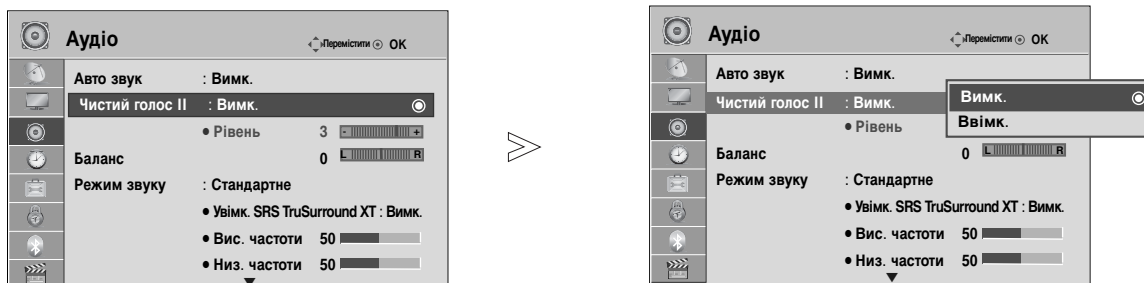 Аудіо Перемістити OK
Авто звук : Вимк.
Чистий голос II : Вимк.
• Рівень 3 - +
Баланс 0 L R
Режим звуку : Стандартне
• Увімк. SRS TruSurround XT : Вимк.
• Вис. частоти 50
• Низ. частоти 50
Аудіо Перемістити OK
Авто звук : Вимк.
Чистий голос II : Вимк.
Вимк.
Ввімк.
• Рівень
Баланс 0 L R
Режим звуку : Стандартне
• Увімк. SRS TruSurround XT : Вимк.
• Вис. частоти 50
• Низ. частоти 50